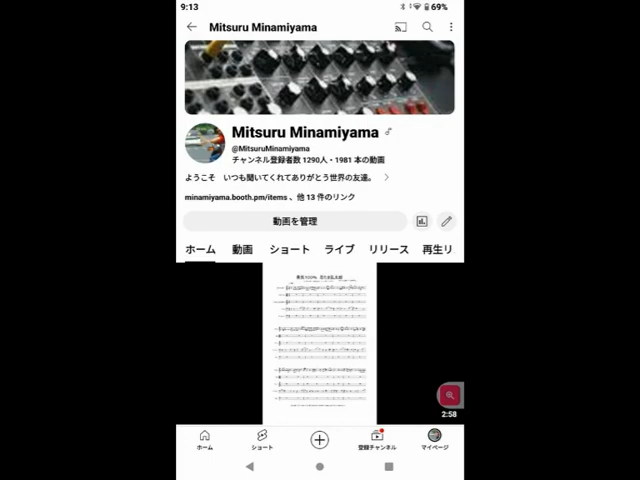 9:13
69%
Mitsuru Minamiyama
Mitsuru Minamiyama
@MitsuruMinamiyama
チャンネル登録者数 1290人・1981 本の動画
ようこそ いつも聞いてくれてありがとう世界の友達。
minamiyama.booth.pm/items 、他 13 件のリンク
動画を管理
ホーム 動画 ショート ライブ リリース 再生リ
2:58
ホーム ショート 登録チャンネル マイページ